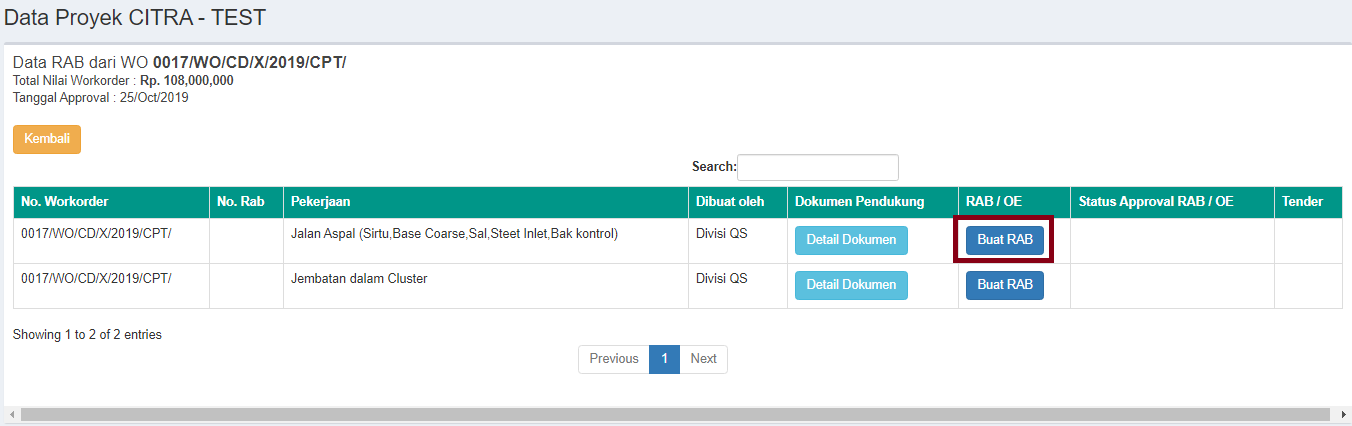 Data Proyek CITRA - TEST
Data RAB dari WO 0017/WO/CD/X/2019/CPT/
Total Nilai Workorder : Rp. 108,000,000
Tanggal Approval : 25/Oct/2019
Kembali
Search:
No. Workorder No. Rab Pekerjaan Dibuat oleh Dokumen Pendukung RAB / OE Status Approval RAB / OE Tender
0017/WO/CD/X/2019/CPT/ Jalan Aspal (Sirtu,Base Coarse,Sal,Steet Inlet,Bak kontrol) Divisi QS Detail Dokumen Buat RAB
0017/WO/CD/X/2019/CPT/ Jembatan dalam Cluster Divisi QS Detail Dokumen Buat RAB
Showing 1 to 2 of 2 entries
Previous 1 Next